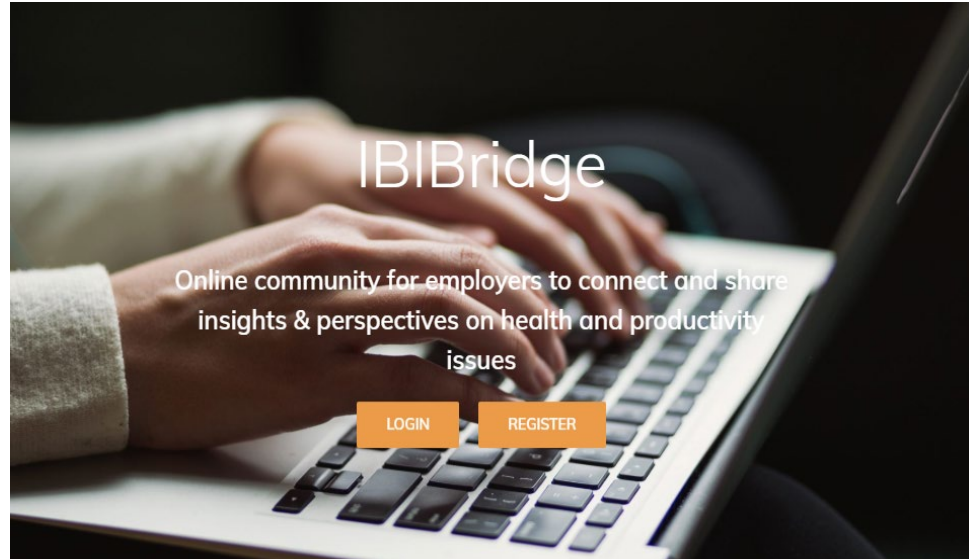 IBIBridge
Online community for employers to connect and share
insights & perspectives on health and productivity
issues
LOGIN
REGISTER